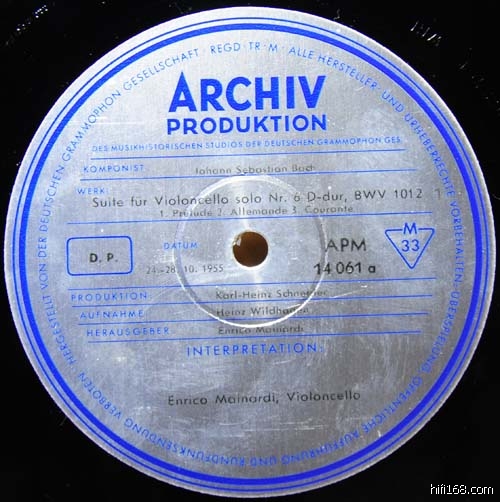 HERGESTELLT VON DER DEUTSCHEN GRAMMOPHON GESELLSCHAFT · REGD · TR · M · ALLE HERSTELLER- UND URHEBERRECHTE VORBEHALTEN · ÜBERSPIELUNG, ÖFFENTLICHE AUFFÜHRUNG UND RUNDFUNKSENDUNG VERBOTEN
ARCHIV
PRODUKTION
DES MUSIKHISTORISCHEN STUDIOS DER DEUTSCHEN GRAMMOPHON GES.
KOMPONIST: Johann Sebastian Bach
WERK: Suite für Violoncello solo Nr. 6 D-dur, BWV 1012
1. Prélude 2. Allemande 3. Courante
D. P.
DATUM
24.-28. 10. 1955
APM
14 061 a
M
33
PRODUKTION: Karl-Heinz
AUFNAHME: Heinz
HERAUSGEBER: Enrico Mainardi
INTERPRETATION:
Enrico Mainardi, Violoncello
hifi168.com